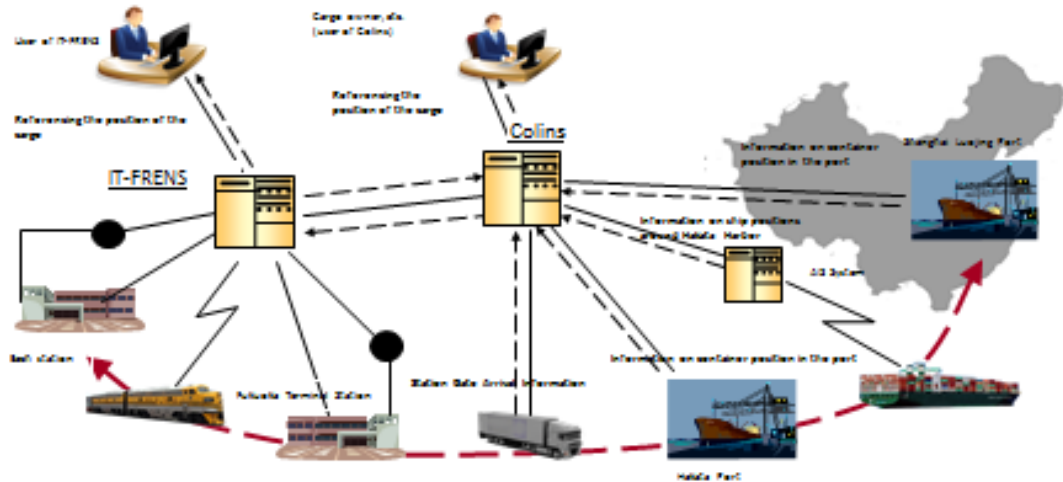 User of IT-FRENS
Cargo owner, etc.
(user of Colins)
Referencing the position of the
cargo
Referencing the
position of the cargo
Colins
IT-FRENS
Information on container
position in the port
Shanghai Luojing Port
Information on ship positions
around Hakata Harbor
AIS System
Each station
Fukuoka Terminal Station
Station Gate Arrival Information
Information on container position in the port
Hakata Port